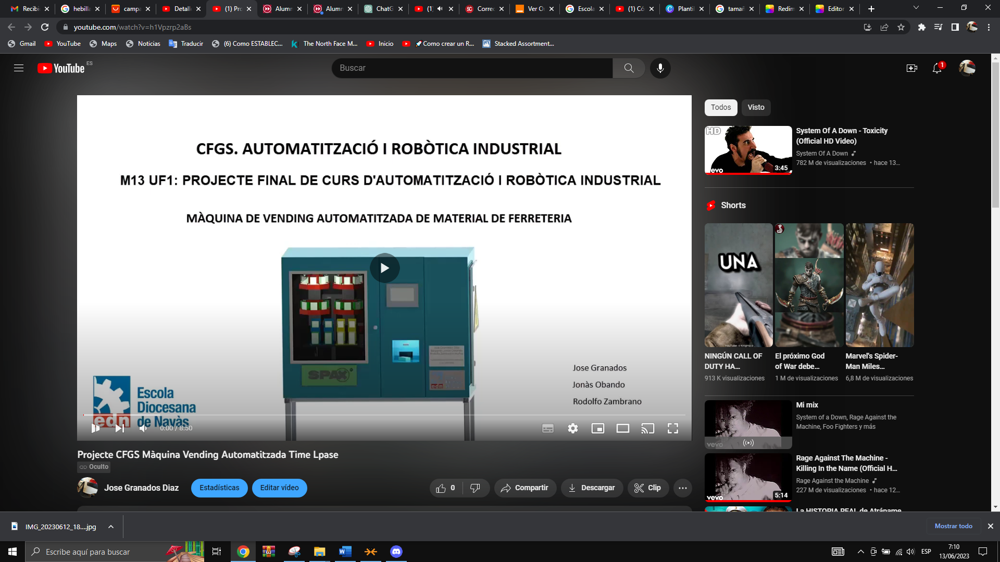 Recibi
hebilla
campa
Detall
(1) Pro
Alumn
Alumn
ChatG
(1)
Correc
Ver O
Escola
(1) Có
Plantil
tamañ
Redim
Editor
youtube.com/watch?v=h1Vpzrp2aBs
Gmail
YouTube
Maps
Noticias
Traducir
(6) Como ESTABLEC...
The North Face M...
Inicio
Como crear un R...
Stacked Assortment...
YouTube ES
Buscar
1
CFGS. AUTOMATITZACIÓ I ROBÒTICA INDUSTRIAL
M13 UF1: PROJECTE FINAL DE CURS D'AUTOMATITZACIÓ I ROBÒTICA INDUSTRIAL
MÀQUINA DE VENDING AUTOMATITZADA DE MATERIAL DE FERRETERIA
SPAX
Jose Granados
Jonàs Obando
Rodolfo Zambrano
edn
Escola
Diocesana
de Navàs
0:00 / 8:50
Projecte CFGS Màquina Vending Automatitzada Time Lpase
Oculto
Jose Granados Diaz
Estadísticas
Editar vídeo
0
Compartir
Descargar
Clip
Todos
Visto
HD
vevo
3:45
System Of A Down - Toxicity
(Official HD Video)
System Of A Down
782 M de visualizaciones • hace 13...
Shorts
UNA
NINGÚN CALL OF
DUTY HA...
913 K visualizaciones
El próximo God
of War debe...
1 M de visualizaciones
Marvel's Spider-
Man Miles...
6,8 M de visualizaciones
vevo
Mi mix
System of a Down, Rage Against the
Machine, Foo Fighters y más
vevo
5:14
Rage Against The Machine -
Killing In the Name (Official H...
Rage Against the Machine
227 M de visualizaciones • hace 12...
La HISTORIA REAL de Atrápame
IMG_20230612_18....jpg
Mostrar todo
Escribe aquí para buscar
ESP
7:10
13/06/2023